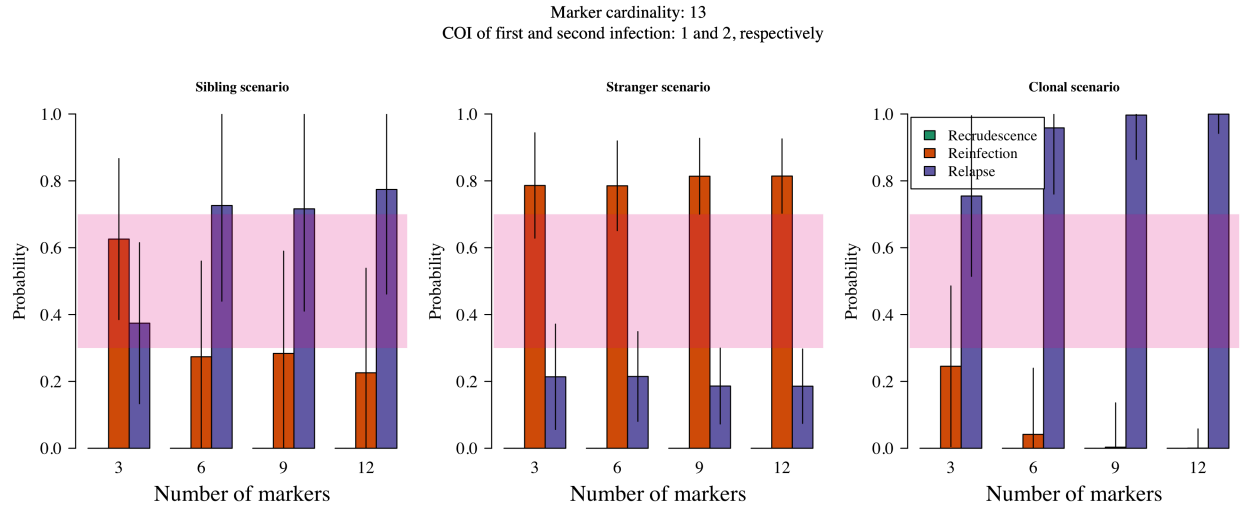 Marker cardinality: 13
COI of first and second infection: 1 and 2, respectively
Sibling scenario
Probability
1.0
0.8
0.6
0.4
0.2
0.0
3 6 9 12
Number of markers
Stranger scenario
Probability
1.0
0.8
0.6
0.4
0.2
0.0
3 6 9 12
Number of markers
Clonal scenario
Probability
1.0
0.8
0.6
0.4
0.2
0.0
Recrudescence
Reinfection
Relapse
3 6 9 12
Number of markers